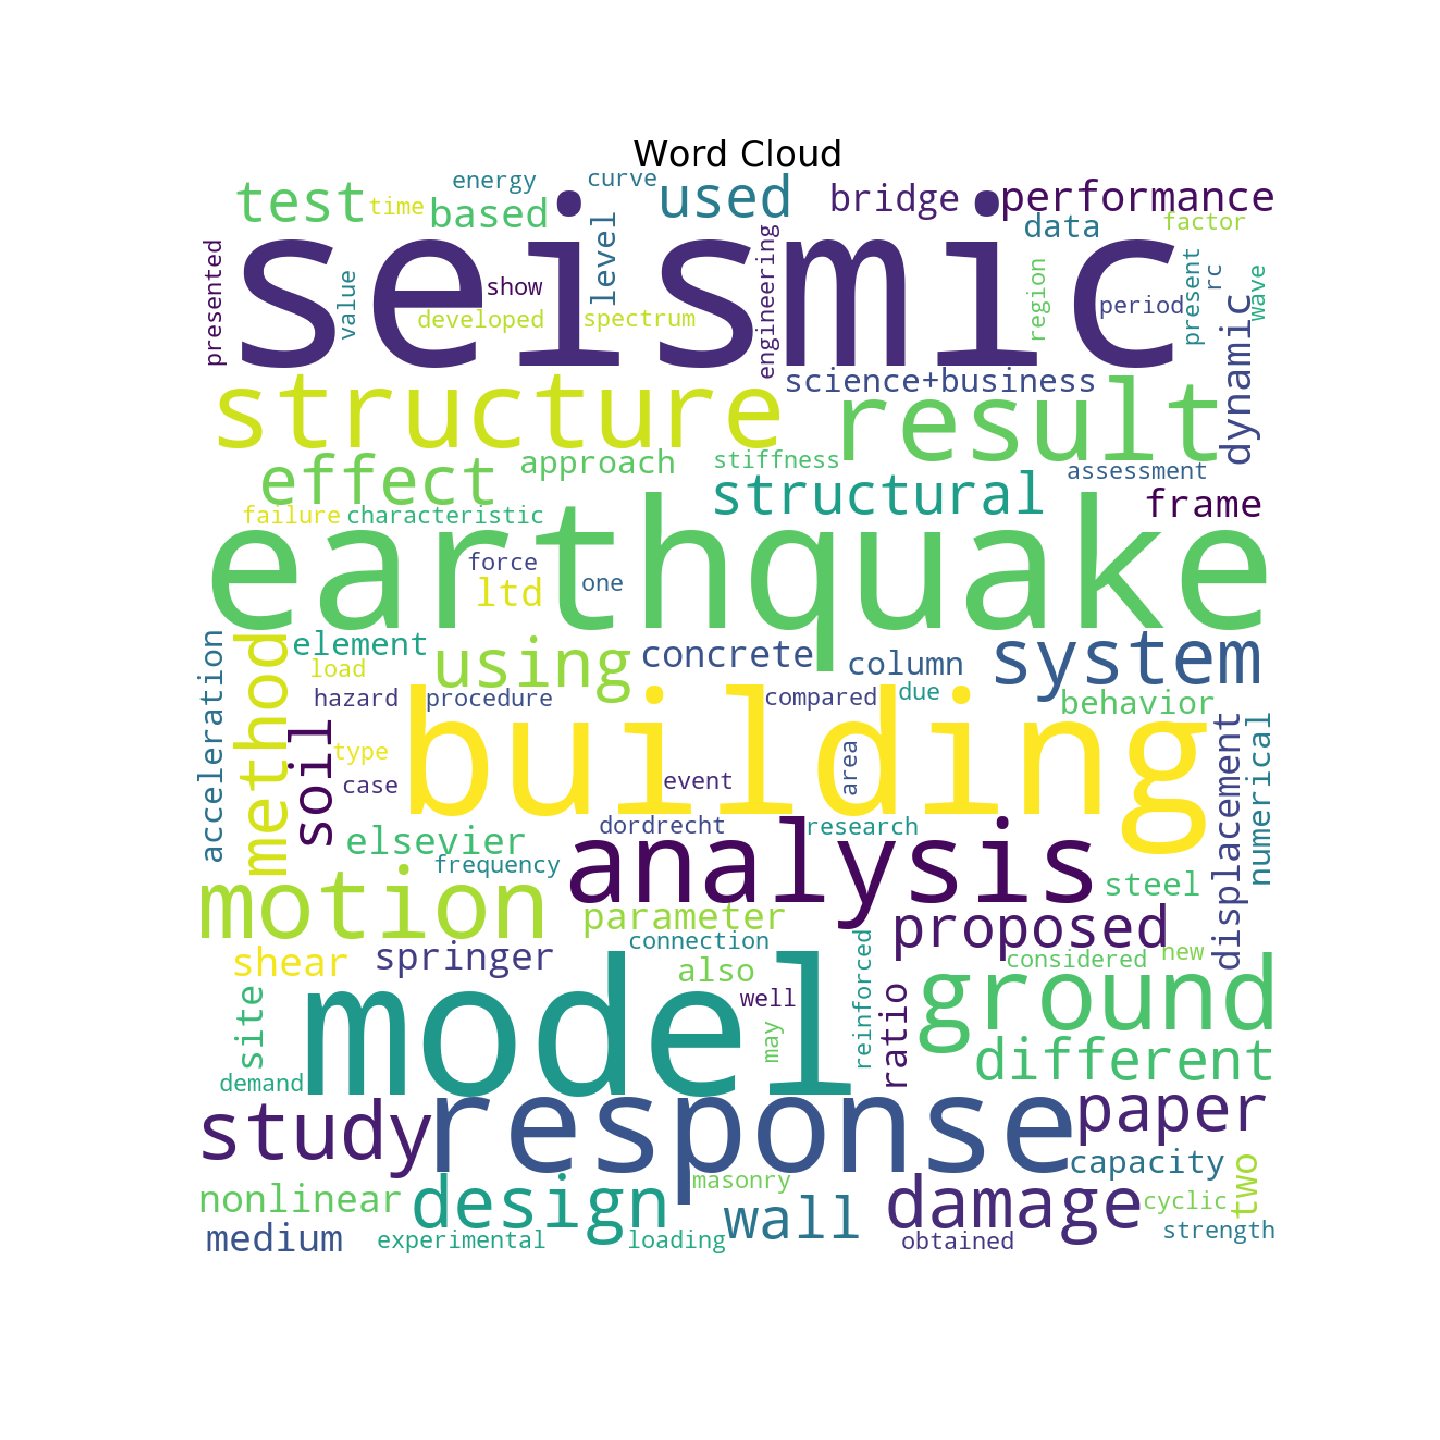 Word Cloud
energy curve
test time based used bridge performance
data factor
seismic
presented value show level engineering region period present rc wave
developed spectrum
science+business dynamic
structure result
effect approach stiffness assessment
structural frame
failure characteristic
earthquake
force
ltd one
acceleration method element using concrete column system
load due
hazard procedure compared behavior
soil building displacement numerical
type area
case event
elsevier dordrecht research
frequency analysis steel
motion parameter proposed
shear springer connection considered new
also reinforced
site model well ratio ground
may different
demand
study response paper
capacity two
nonlinear design masonry wall damage cyclic
medium experimental loading obtained strength